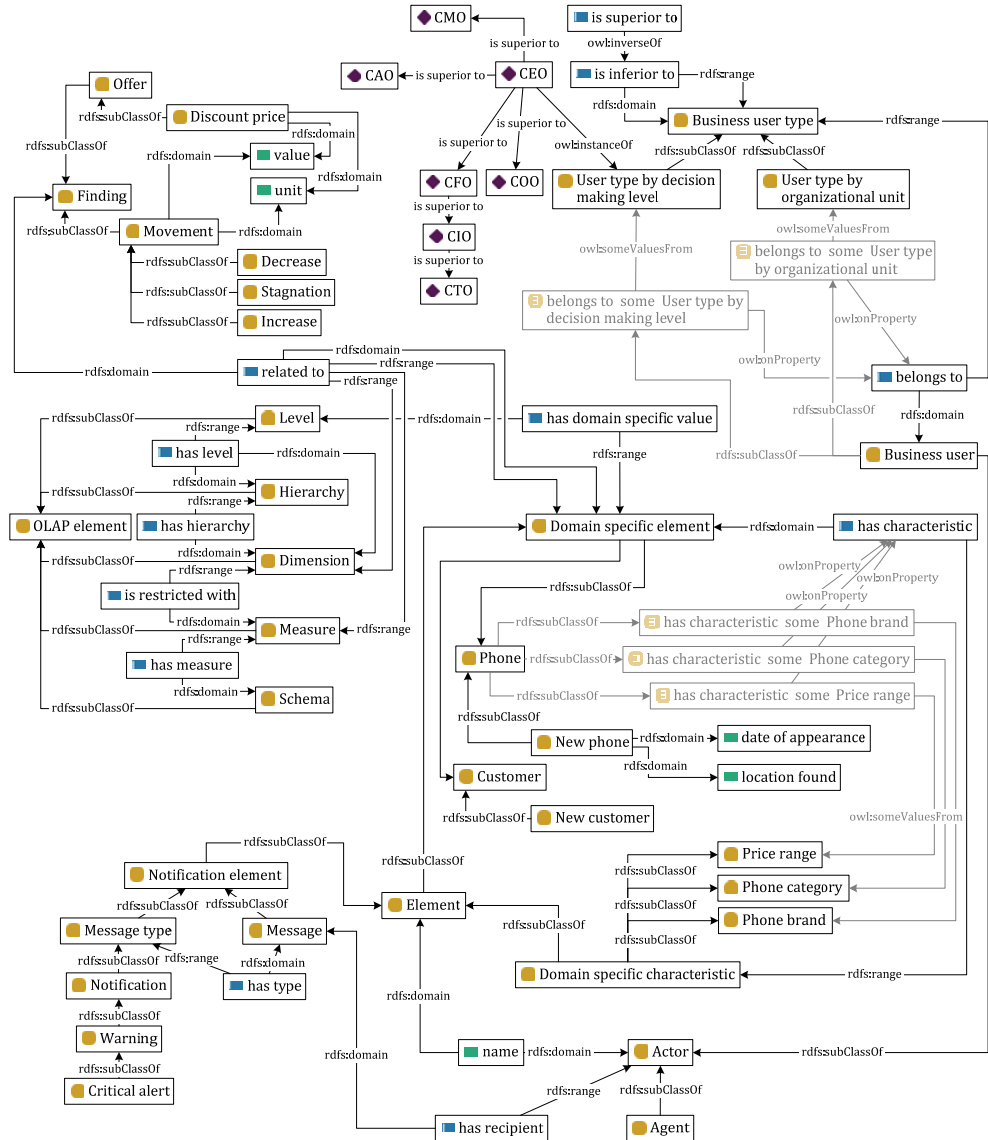 CMO
is superior to
is superior to
owl:inverseOf
CAO
is superior to
CEO
is inferior to
rdfs:range
Offer
rdfs:domain
rdfs:subClassOf
Discount price
is superior to
Business user type
rdfs:range
rdfs:domain
rdfs:subClassOf
value
is superior to
owl:instanceOf
rdfs:subClassOf
rdfs:subClassOf
rdfs:domain
rdfs:domain
Finding
unit
CFO
COO
User type by decision
making level
User type by
organizational unit
is superior to
rdfs:subClassOf
Movement
rdfs:domain
CIO
owl:someValuesFrom
owl:someValuesFrom
rdfs:subClassOf
Decrease
is superior to
belongs to some User type
by organizational unit
rdfs:subClassOf
Stagnation
CTO
belongs to some User type by
decision making level
rdfs:subClassOf
Increase
owl:onProperty
rdfs:domain
rdfs:range
owl:onProperty
rdfs:domain
related to
rdfs:range
belongs to
rdfs:subClassOf
rdfs:subClassOf
Level
rdfs:domain
has domain specific value
rdfs:domain
rdfs:range
has level
rdfs:domain
rdfs:range
rdfs:subClassOf
Business user
rdfs:domain
rdfs:subClassOf
Hierarchy
rdfs:range
OLAP element
has hierarchy
Domain specific element
rdfs:domain
has characteristic
rdfs:domain
rdfs:subClassOf
Dimension
rdfs:range
owl:onProperty
owl:onProperty
is restricted with
rdfs:subClassOf
rdfs:domain
rdfs:subClassOf
has characteristic some Phone brand
rdfs:subClassOf
Measure
rdfs:range
rdfs:range
Phone
rdfs:subClassOf
has characteristic some Phone category
has measure
rdfs:domain
rdfs:subClassOf
has characteristic some Price range
rdfs:subClassOf
Schema
rdfs:subClassOf
New phone
rdfs:domain
date of appearance
rdfs:domain
Customer
location found
rdfs:subClassOf
New customer
owl:someValuesFrom
rdfs:subClassOf
Price range
rdfs:subClassOf
rdfs:subClassOf
rdfs:subClassOf
Notification element
Phone category
rdfs:subClassOf
rdfs:subClassOf
rdfs:subClassOf
Element
rdfs:subClassOf
Phone brand
Message type
Message
rdfs:subClassOf
rdfs:range
rdfs:subClassOf
rdfs:domain
Domain specific characteristic
rdfs:range
Notification
has type
rdfs:domain
rdfs:subClassOf
Warning
rdfs:domain
name
rdfs:domain
Actor
rdfs:subClassOf
rdfs:subClassOf
Critical alert
rdfs:range
rdfs:subClassOf
has recipient
Agent